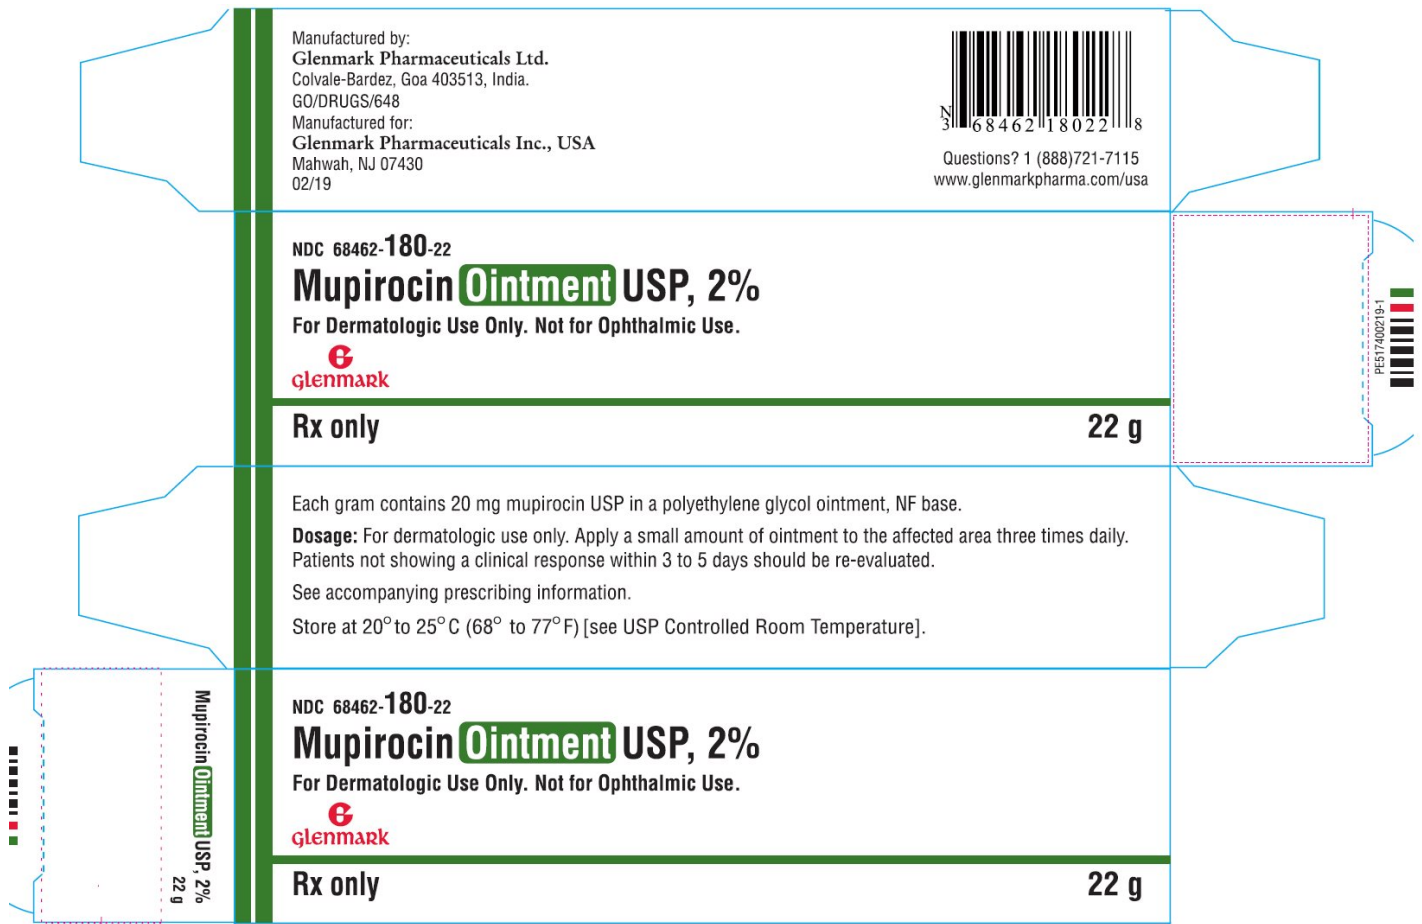 Manufactured by:
Glenmark Pharmaceuticals Ltd.
Colvale-Bardez, Goa 403513, India.
GO/DRUGS/648
Manufactured for:
Glenmark Pharmaceuticals Inc., USA
Mahwah, NJ 07430
02/19
N
3 68462 18022 8
Questions? 1 (888)721-7115
www.glenmarkpharma.com/usa
NDC 68462-180-22
Mupirocin Ointment USP, 2%
For Dermatologic Use Only. Not for Ophthalmic Use.
glenmark
Rx only
22 g
PE517400219-1
Each gram contains 20 mg mupirocin USP in a polyethylene glycol ointment, NF base.
Dosage: For dermatologic use only. Apply a small amount of ointment to the affected area three times daily.
Patients not showing a clinical response within 3 to 5 days should be re-evaluated.
See accompanying prescribing information.
Store at 20° to 25°C (68° to 77°F) [see USP Controlled Room Temperature].
Mupirocin Ointment USP, 2%
22 g
NDC 68462-180-22
Mupirocin Ointment USP, 2%
For Dermatologic Use Only. Not for Ophthalmic Use.
glenmark
Rx only
22 g